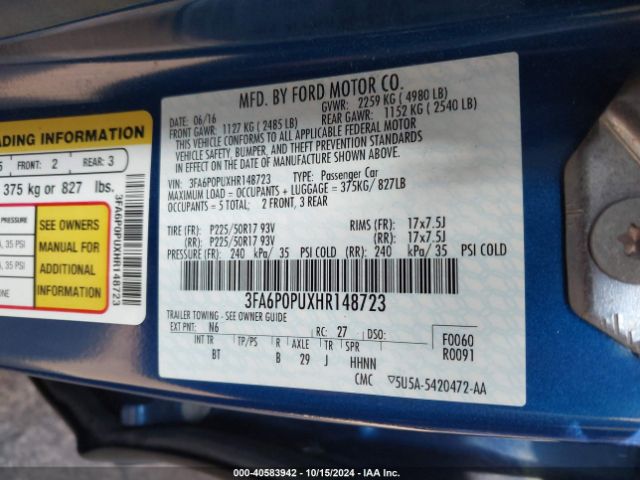 MFD. BY FORD MOTOR CO.
DATE: 06/16
GVWR: 2259 KG ( 4980 LB)
FRONT GAWR: 1127 KG ( 2485 LB)
REAR GAWR: 1152 KG ( 2540 LB)
THIS VEHICLE CONFORMS TO ALL APPLICABLE FEDERAL MOTOR
VEHICLE SAFETY, BUMPER, AND THEFT PREVENTION STANDARDS
IN EFFECT ON THE DATE OF MANUFACTURE SHOWN ABOVE.
VIN: 3FA6P0PUXHR148723 TYPE: Passenger Car
MAXIMUM LOAD = OCCUPANTS + LUGGAGE = 375KG/ 827LB
OCCUPANTS = 5 TOTAL: 2 FRONT, 3 REAR
TIRE (FR): P225/50R17 93V RIMS (FR): 17x7.5J
(RR): P225/50R17 93V (RR): 17x7.5J
PRESSURE (FR): 240 kPa/ 35 PSI COLD (RR): 240 kPa/ 35 PSI COLD
3FA6P0PUXHR148723
TRAILER TOWING - SEE OWNER GUIDE
EXT PNT: N6 RC: 27 DSO: F0060
INT TR TP/PS R AXLE TR SPR R0091
BT B 29 J HHNN
CMC 5U5A-5420472-AA
ADING INFORMATION
5 FRONT: 2 REAR: 3
375 kg or 827 lbs.
PRESSURE
A, 35 PSI
A, 35 PSI
ONE
SEE OWNERS
MANUAL FOR
ADDITIONAL
INFORMATION
3FA6P0PUXHR148723
000-40583942 - 10/15/2024 - IAA Inc.